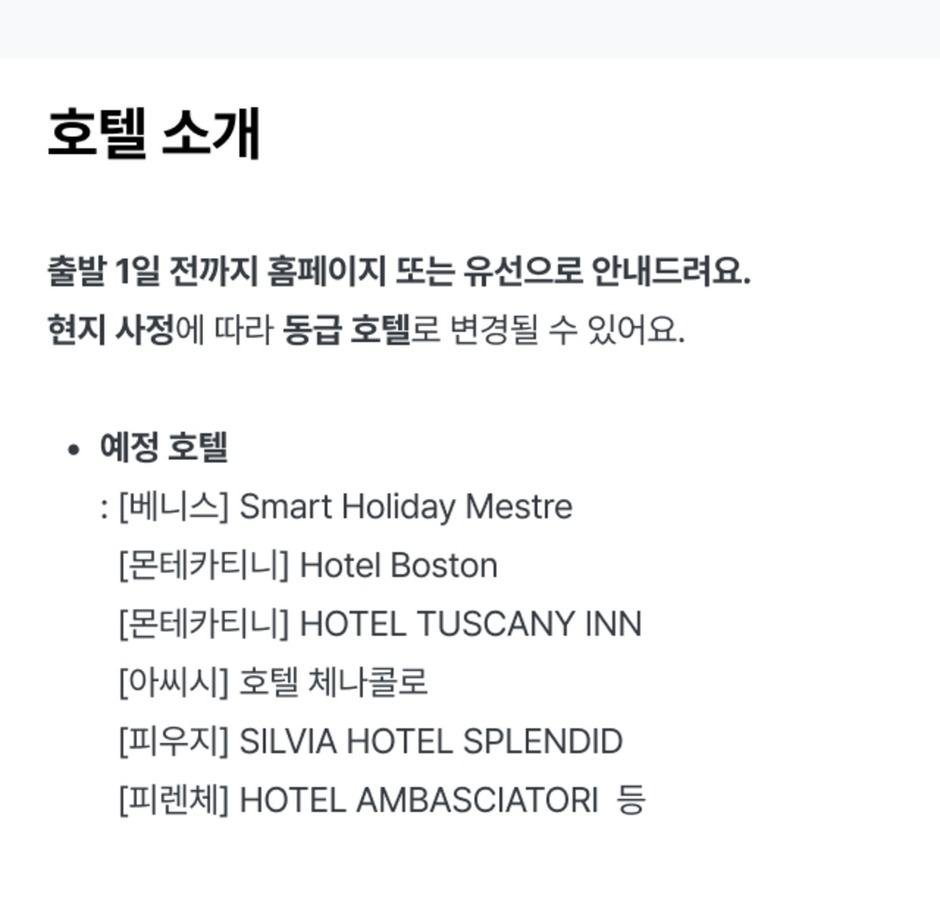 호텔 소개
출발 1일 전까지 홈페이지 또는 유선으로 안내드려요.
현지 사정에 따라 동급 호텔로 변경될 수 있어요.
• 예정 호텔
: [베니스] Smart Holiday Mestre
[몬테카티니] Hotel Boston
[몬테카티니] HOTEL TUSCANY INN
[아씨시] 호텔 체나콜로
[피우지] SILVIA HOTEL SPLENDID
[피렌체] HOTEL AMBASCIATORI 등